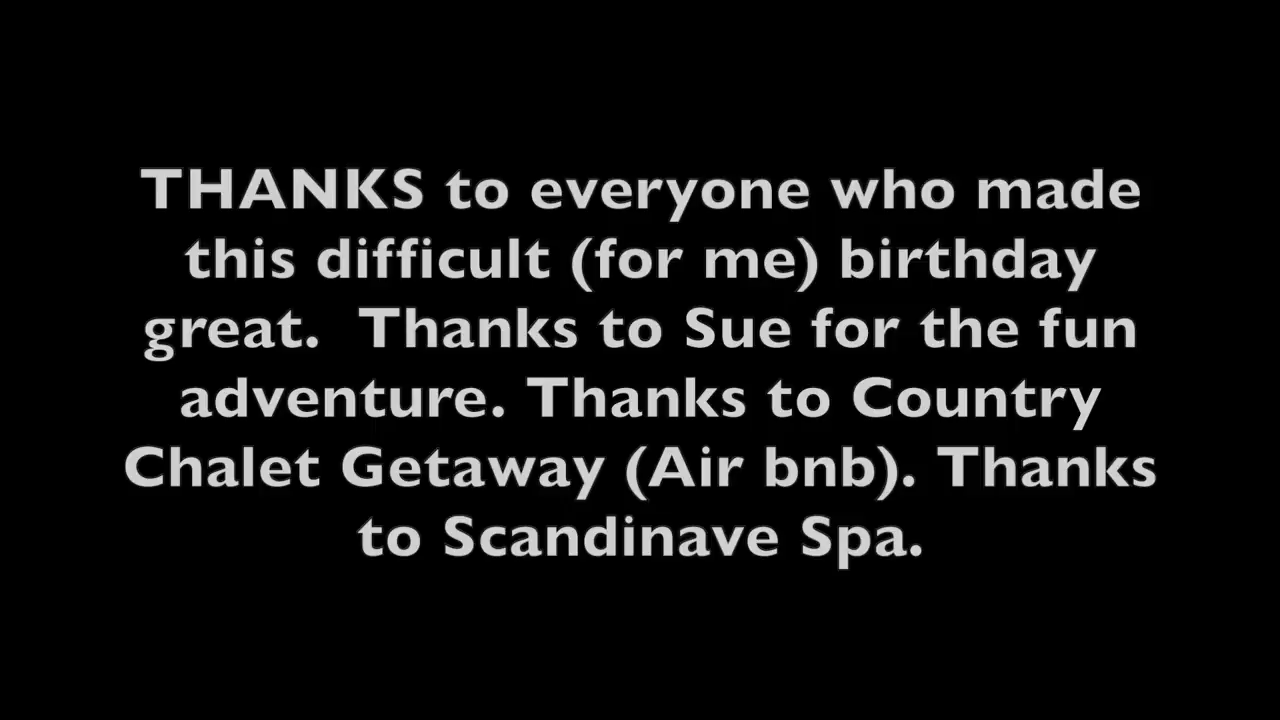 THANKS to everyone who made
this difficult (for me) birthday
great.  Thanks to Sue for the fun
adventure. Thanks to Country
Chalet Getaway (Air bnb). Thanks
to Scandinave Spa.